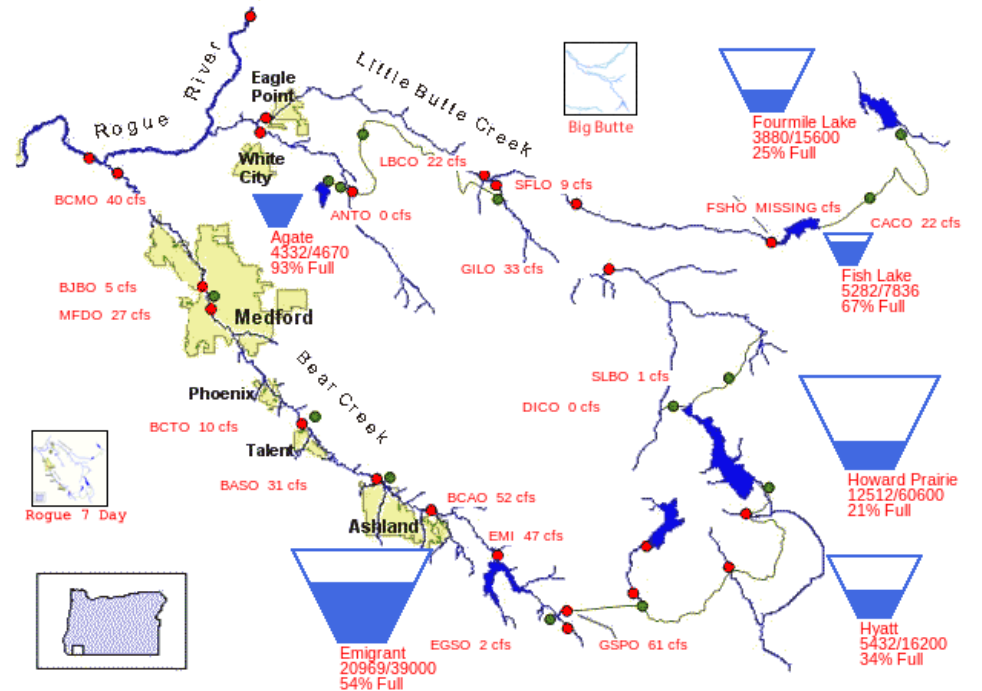 Rogue River
Eagle
Point
Little Butte Creek
Big Butte
Fourmile Lake
3880/15600
25% Full
White
City
LBCO 22 cfs
SFLO 9 cfs
BCMO 40 cfs
ANTO 0 cfs
FSHO MISSING cfs
CACO 22 cfs
Agate
4332/4670
93% Full
GILO 33 cfs
Fish Lake
5282/7836
67% Full
BJBO 5 cfs
MFDO 27 cfs
Medford
Bear Creek
Phoenix
SLBO 1 cfs
DICO 0 cfs
BCTO 10 cfs
Talent
BASO 31 cfs
Howard Prairie
12512/60600
21% Full
Rogue 7 Day
BCAO 52 cfs
Ashland
EMI 47 cfs
EGSO 2 cfs
GSPO 61 cfs
Hyatt
5432/16200
34% Full
Emigrant
20969/39000
54% Full